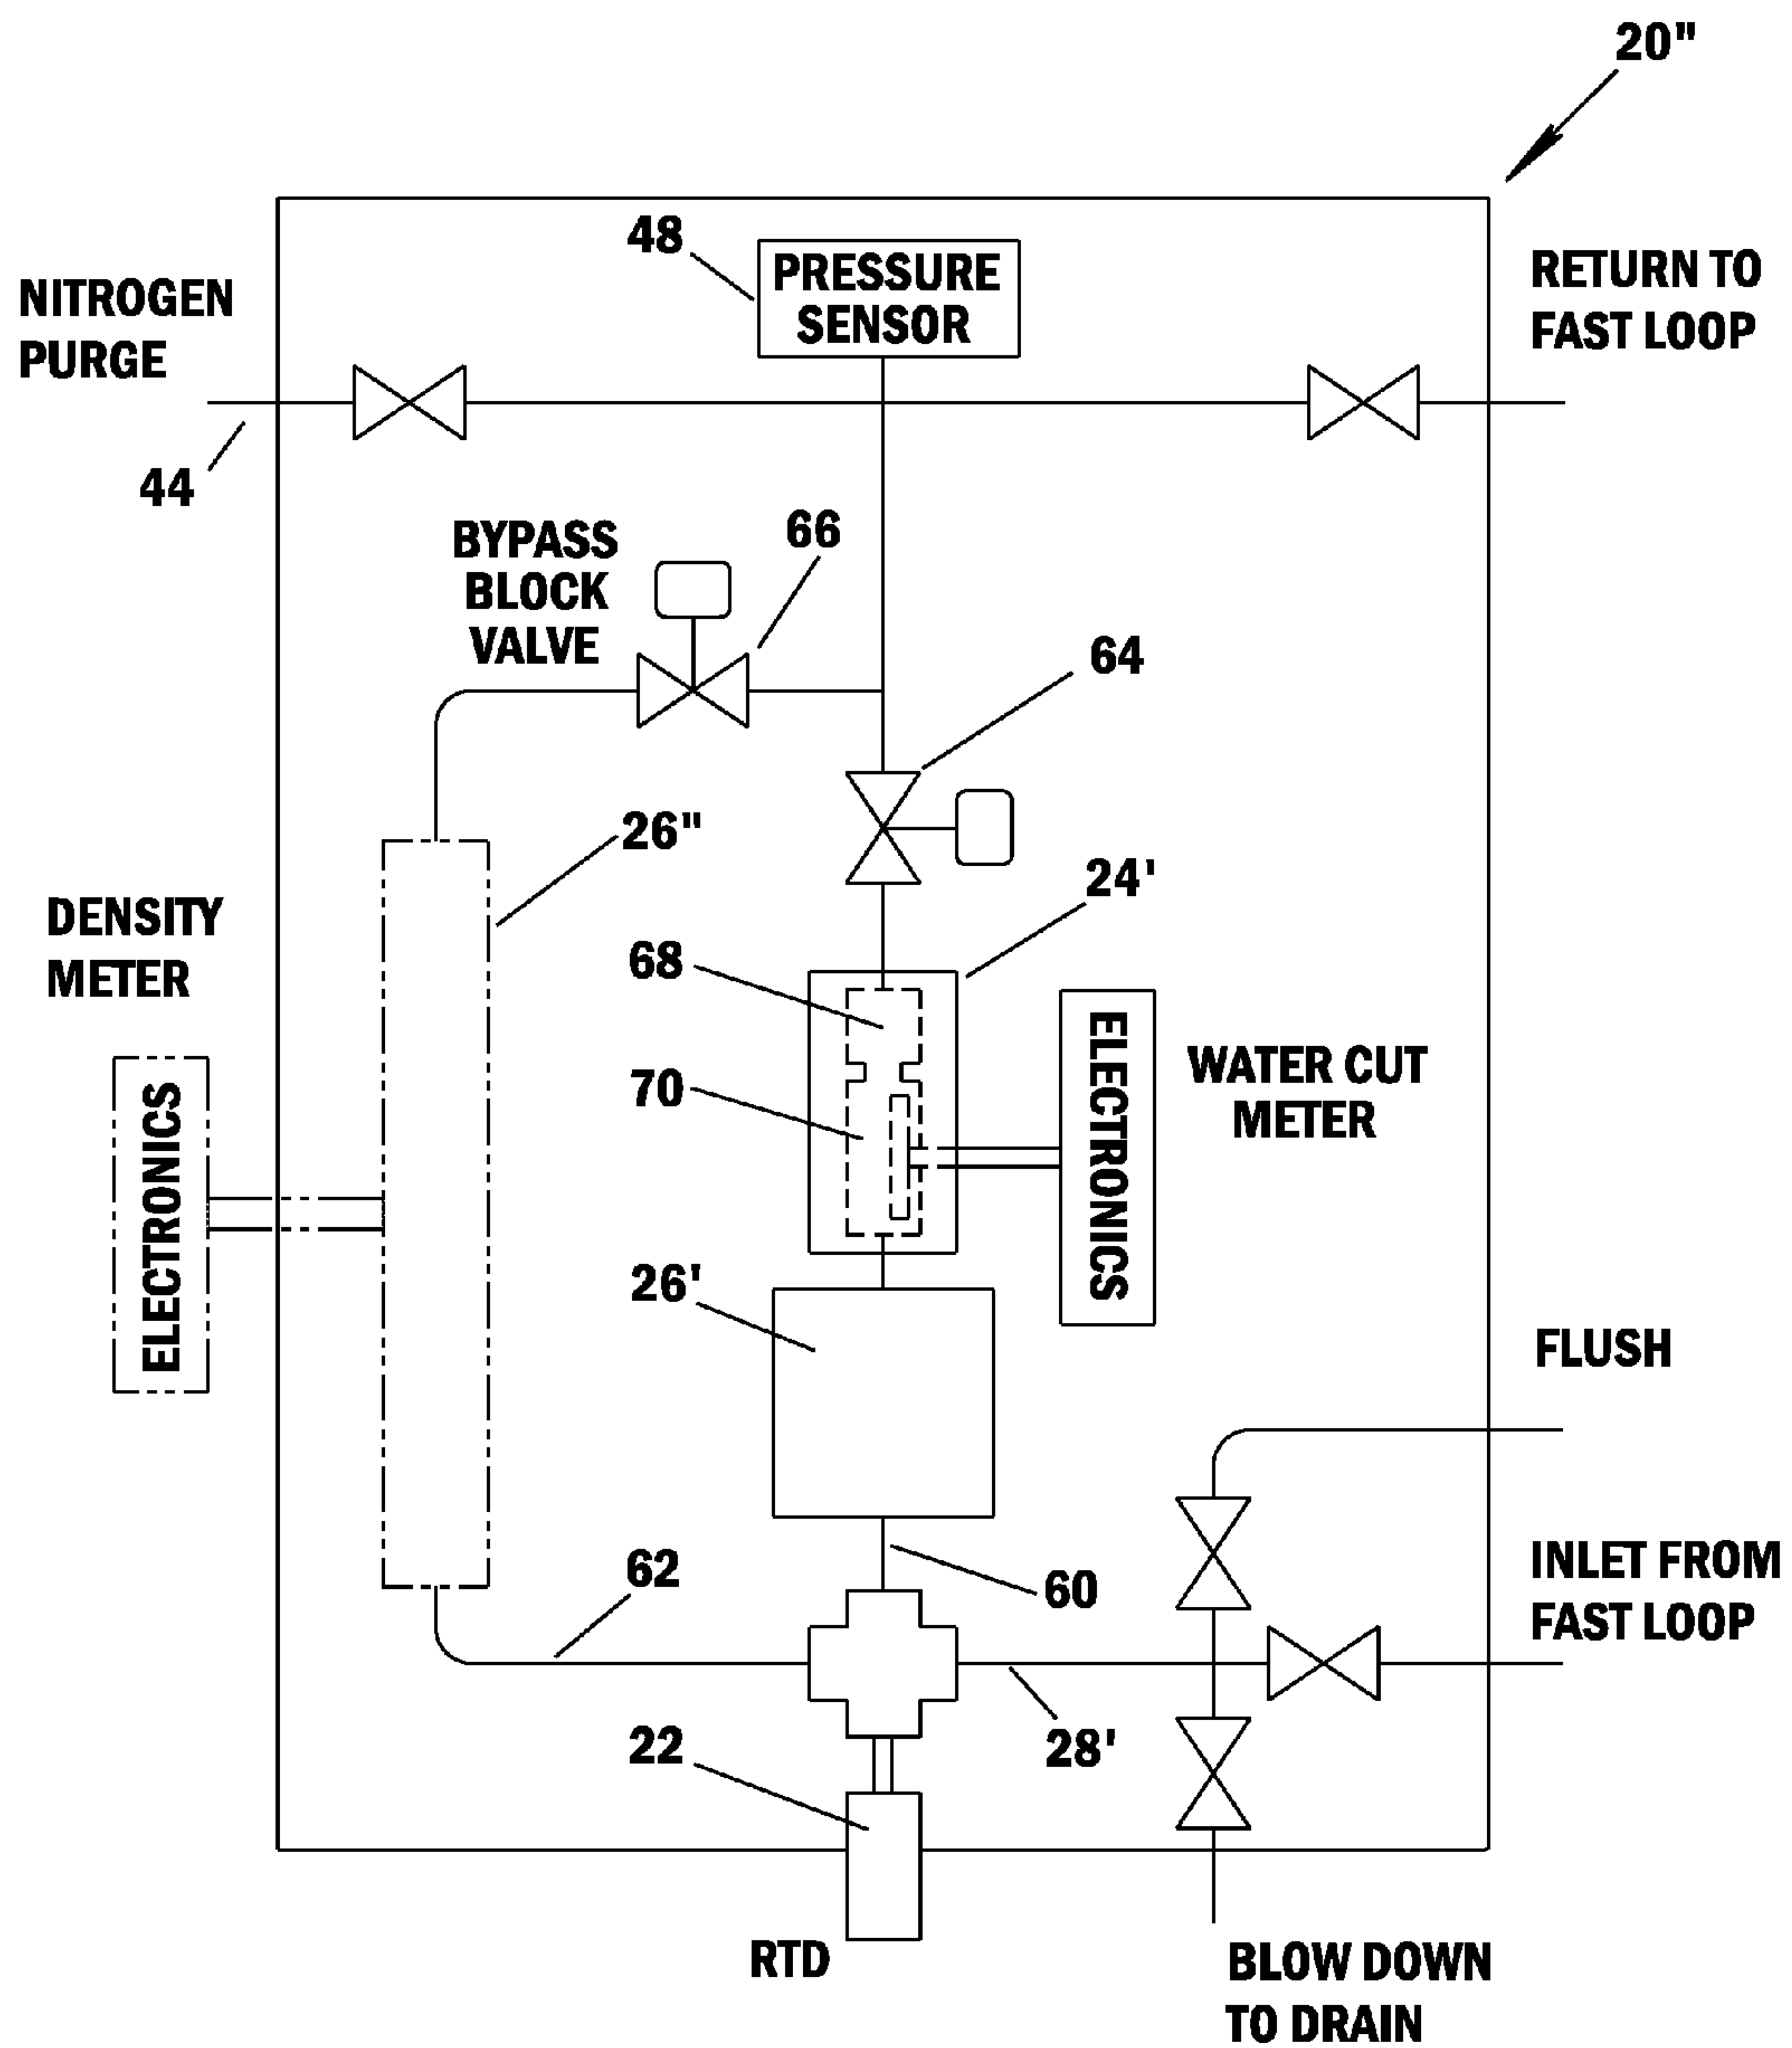 20"
48
PRESSURE
SENSOR
NITROGEN
PURGE
RETURN TO
FAST LOOP
44
BYPASS
BLOCK
VALVE
66
64
26"
24'
DENSITY
METER
68
70
ELECTRONICS
WATER CUT
METER
ELECTRONICS
26'
FLUSH
62
60
INLET FROM
FAST LOOP
22
28'
RTD
BLOW DOWN
TO DRAIN